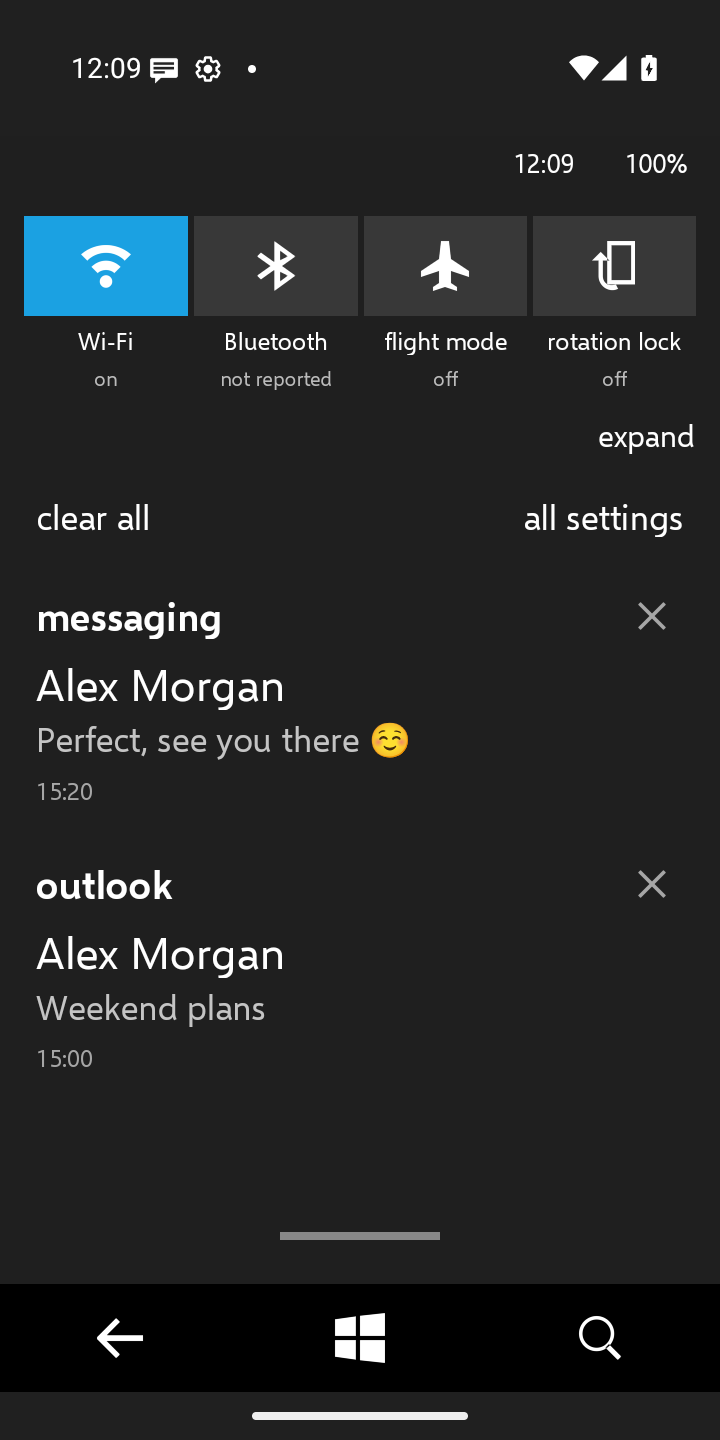 12:09
12:09 100%
Wi-Fi Bluetooth flight mode rotation lock
on not reported off off
expand
clear all all settings
messaging
Alex Morgan
Perfect, see you there ☺️
15:20
outlook
Alex Morgan
Weekend plans
15:00